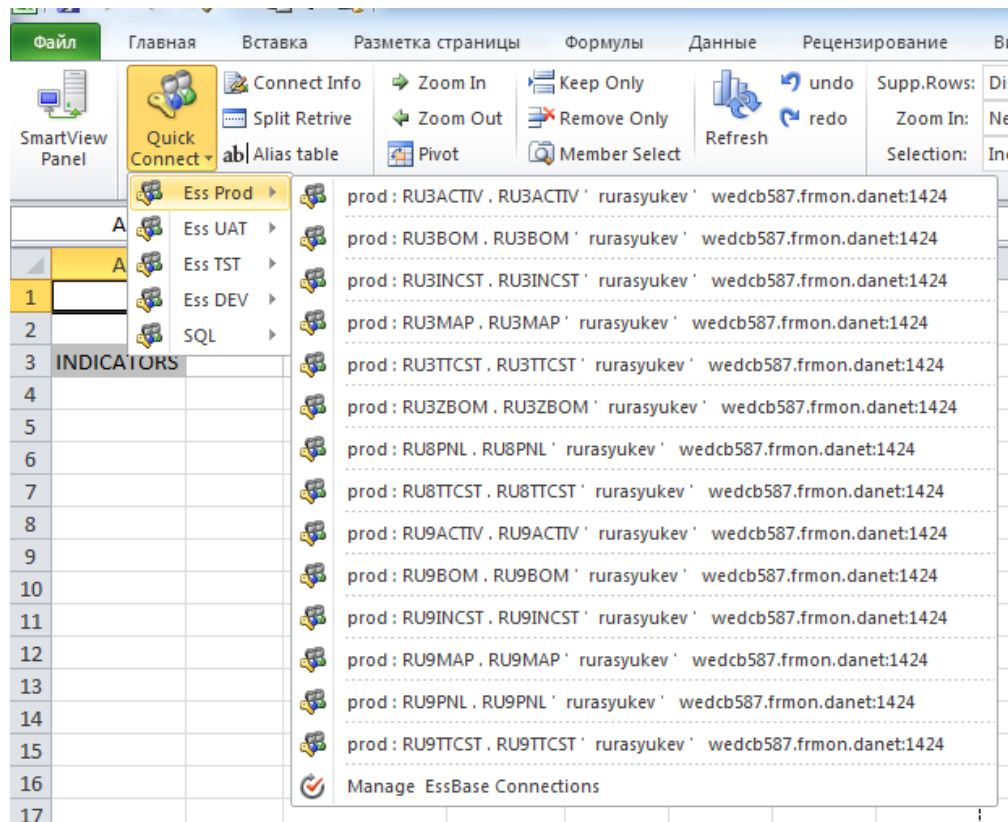 Файл Главная Вставка Разметка страницы Формулы Данные Рецензирование
SmartView Panel
Quick Connect
Connect Info
Split Retrive
ab Alias table
Zoom In
Zoom Out
Pivot
Keep Only
Remove Only
Member Select
Refresh
undo
redo
Supp.Rows:
Zoom In:
Selection:
A
A
Ess Prod
Ess UAT
Ess TST
Ess DEV
SQL
prod : RU3ACTIV . RU3ACTIV ' rurasyukev ' wedcb587.frmon.danet:1424
prod : RU3BOM . RU3BOM ' rurasyukev ' wedcb587.frmon.danet:1424
prod : RU3INCST . RU3INCST ' rurasyukev ' wedcb587.frmon.danet:1424
prod : RU3MAP . RU3MAP ' rurasyukev ' wedcb587.frmon.danet:1424
prod : RU3TTCST . RU3TTCST ' rurasyukev ' wedcb587.frmon.danet:1424
prod : RU3ZBOM . RU3ZBOM ' rurasyukev ' wedcb587.frmon.danet:1424
prod : RU8PNL . RU8PNL ' rurasyukev ' wedcb587.frmon.danet:1424
prod : RU8TTCST . RU8TTCST ' rurasyukev ' wedcb587.frmon.danet:1424
prod : RU9ACTIV . RU9ACTIV ' rurasyukev ' wedcb587.frmon.danet:1424
prod : RU9BOM . RU9BOM ' rurasyukev ' wedcb587.frmon.danet:1424
prod : RU9INCST . RU9INCST ' rurasyukev ' wedcb587.frmon.danet:1424
prod : RU9MAP . RU9MAP ' rurasyukev ' wedcb587.frmon.danet:1424
prod : RU9PNL . RU9PNL ' rurasyukev ' wedcb587.frmon.danet:1424
prod : RU9TTCST . RU9TTCST ' rurasyukev ' wedcb587.frmon.danet:1424
Manage EssBase Connections
1
2
3 INDICATORS
4
5
6
7
8
9
10
11
12
13
14
15
16
17